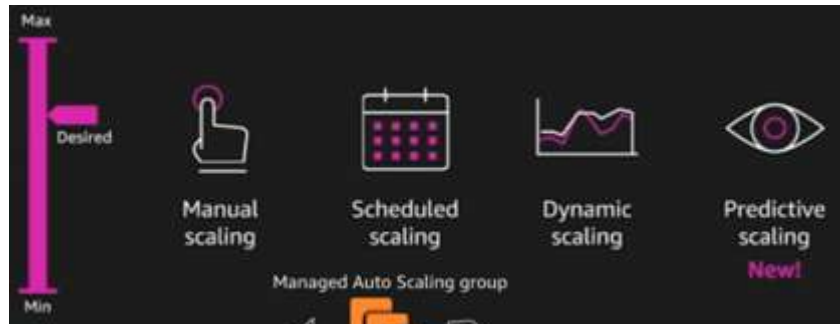 Max
Desired
Manual
scaling
Scheduled
scaling
Dynamic
scaling
Predictive
scaling
New!
Managed Auto Scaling group
Min